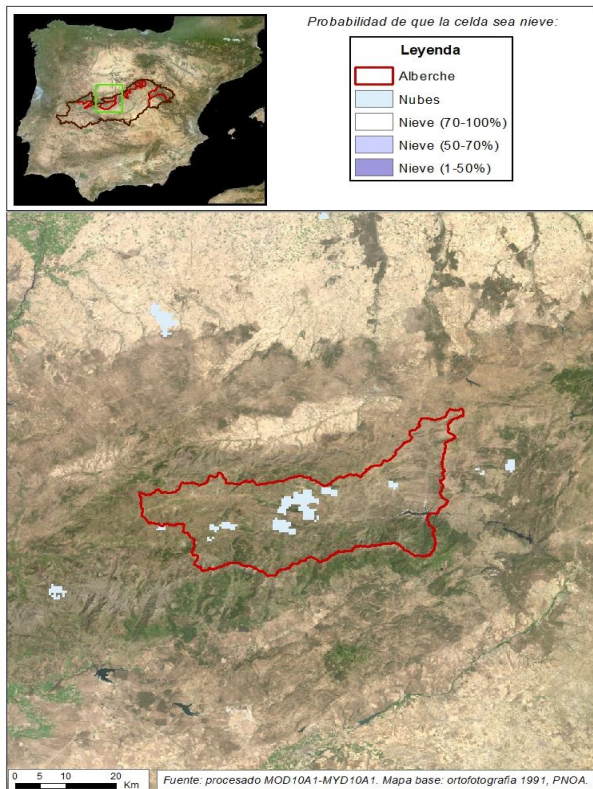 Probabilidad de que la celda sea nieve:
Leyenda
Alberche
Nubes
Nieve (70-100%)
Nieve (50-70%)
Nieve (1-50%)
0 5 10 20
Km
Fuente: procesado MOD10A1-MYD10A1. Mapa base: ortofotografia 1991, PNOA.